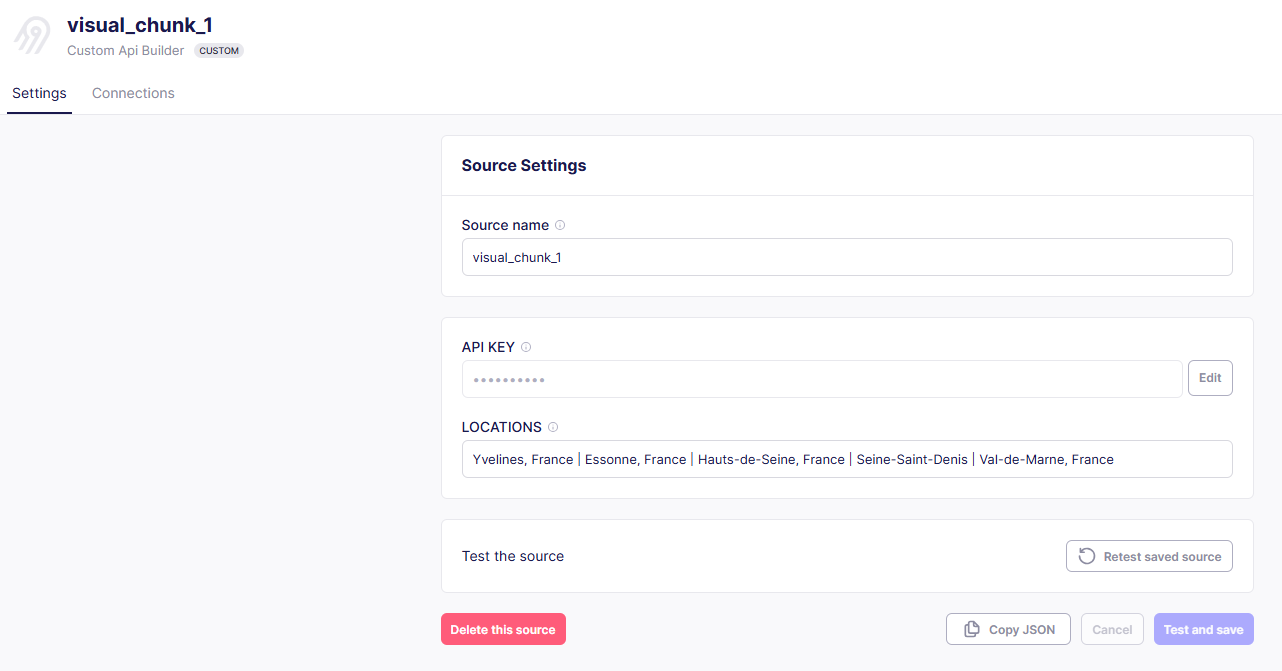 visual_chunk_1
Custom Api Builder CUSTOM
Settings Connections
Source Settings
Source name
visual_chunk_1
API KEY
•••••••••• Edit
LOCATIONS
Yvelines, France | Essonne, France | Hauts-de-Seine, France | Seine-Saint-Denis | Val-de-Marne, France
Test the source Retest saved source
Delete this source Copy JSON Cancel Test and save